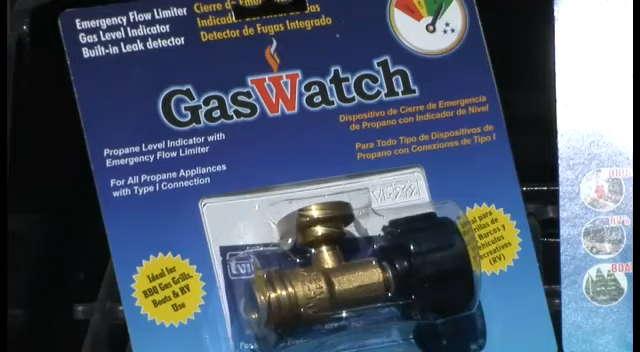 Emergency Flow Limiter
Gas Level Indicator
Built-in Leak detector
Cierre de
Detector de Fugas Integrado
GasWatch
Propane Level Indicator with
Emergency Flow Limiter
For All Propane Appliances
with Type I Connection
Dispositivo de Cierre de Emergencia
de Propano con Indicador de Nivel
Para Todo Tipo de Dispositivos de
Propano con Conexiones de Tipo I
Ideal for
BBQ Gas Grills,
Boats & RV
Use
para
Barcos y
(RV)